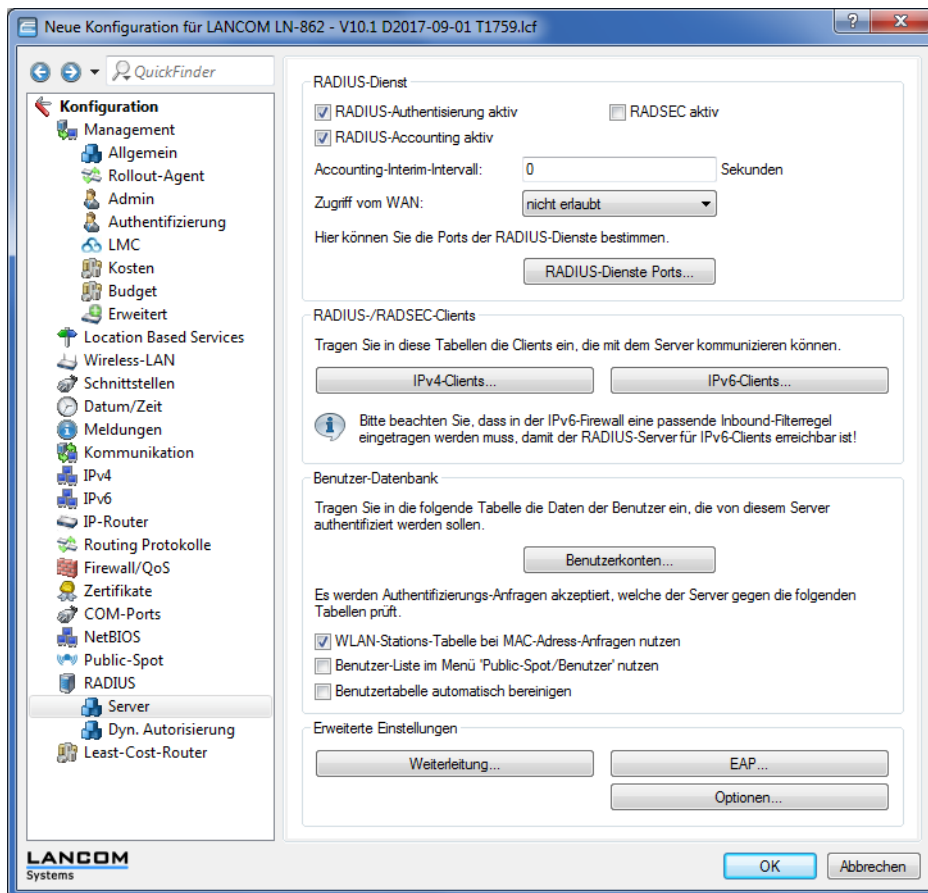 Neue Konfiguration für LANCOM LN-862 - V10.1 D2017-09-01 T1759.lcf
QuickFinder
Konfiguration
Management
Allgemein
Rollout-Agent
Admin
Authentifizierung
LMC
Kosten
Budget
Erweitert
Location Based Services
Wireless-LAN
Schnittstellen
Datum/Zeit
Meldungen
Kommunikation
IPv4
IPv6
IP-Router
Routing Protokolle
Firewall/QoS
Zertifikate
COM-Ports
NetBIOS
Public-Spot
RADIUS
Server
Dyn. Autorisierung
Least-Cost-Router
RADIUS-Dienst
RADIUS-Authentisierung aktiv
RADSEC aktiv
RADIUS-Accounting aktiv
Accounting-Interim-Intervall: 0 Sekunden
Zugriff vom WAN: nicht erlaubt
Hier können Sie die Ports der RADIUS-Dienste bestimmen.
RADIUS-Dienste Ports...
RADIUS-/RADSEC-Clients
Tragen Sie in diese Tabellen die Clients ein, die mit dem Server kommunizieren können.
IPv4-Clients...
IPv6-Clients...
Bitte beachten Sie, dass in der IPv6-Firewall eine passende Inbound-Filterregel
eingetragen werden muss, damit der RADIUS-Server für IPv6-Clients erreichbar ist!
Benutzer-Datenbank
Tragen Sie in die folgende Tabelle die Daten der Benutzer ein, die von diesem Server
authentifiziert werden sollen.
Benutzerkonten...
Es werden Authentifizierungs-Anfragen akzeptiert, welche der Server gegen die folgenden
Tabellen prüft.
WLAN-Stations-Tabelle bei MAC-Adress-Anfragen nutzen
Benutzer-Liste im Menü 'Public-Spot/Benutzer' nutzen
Benutzertabelle automatisch bereinigen
Erweiterte Einstellungen
Weiterleitung...
EAP...
Optionen...
LANCOM
Systems
OK
Abbrechen